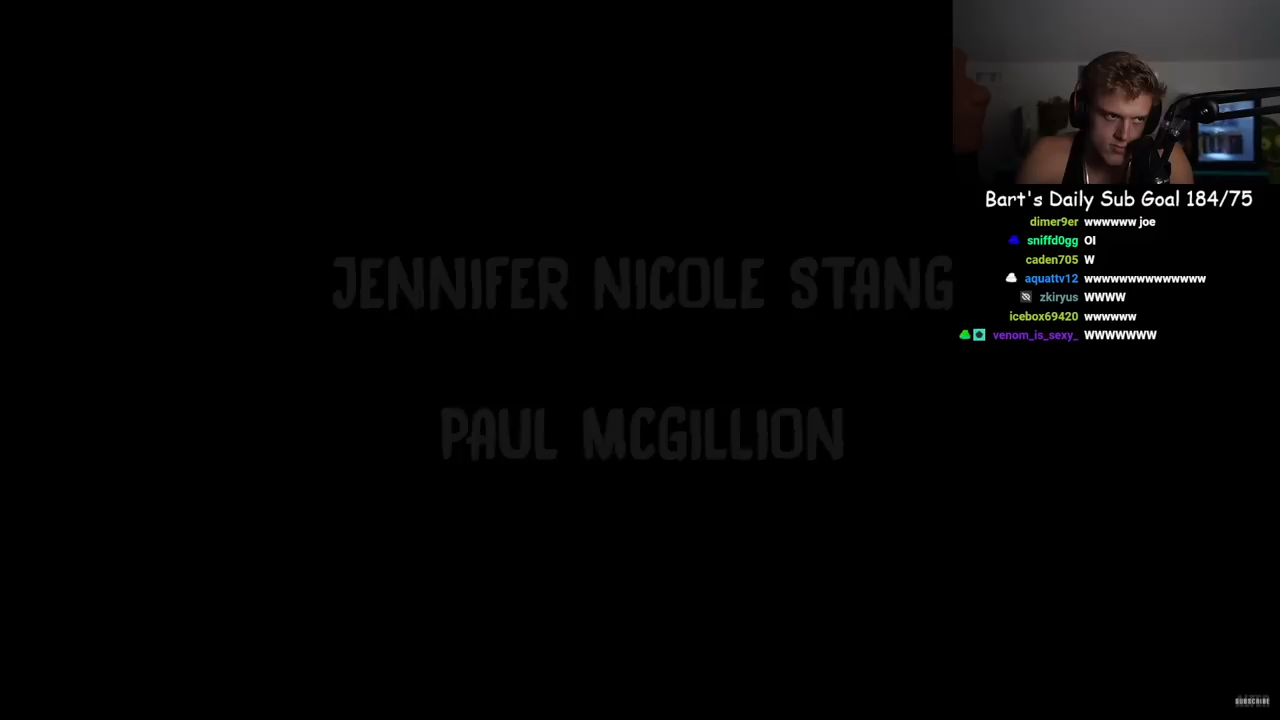 Bart's Daily Sub Goal 184/75
dimer9er wwwwww joe
sniffd0gg OI
caden705 W
aquattv12 wwwwwwwwwwwwww
zkiryus WWWW
icebox69420 wwwwww
venom_is_sexy_ WWWWWWW
JENNIFER NICOLE STANG
PAUL MCGILLION
SUBSCRIBE